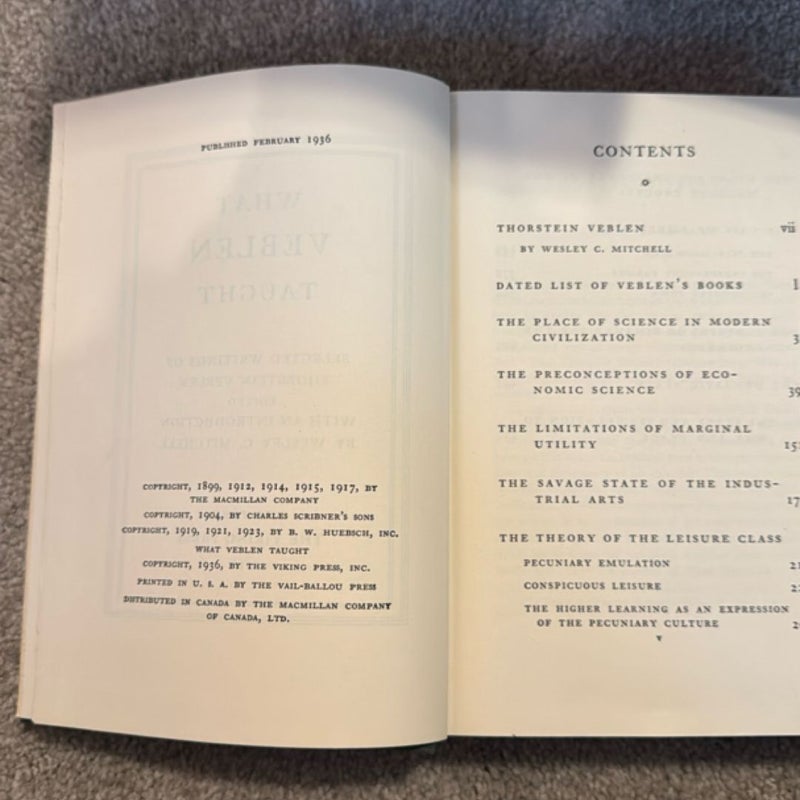 PUBLISHED FEBRUARY 1936
COPYRIGHT, 1899, 1912, 1914, 1915, 1917, BY
THE MACMILLAN COMPANY
COPYRIGHT, 1904, BY CHARLES SCRIBNER'S SONS
COPYRIGHT, 1919, 1921, 1923, BY B. W. HUEBSCH, INC.
WHAT VEBLEN TAUGHT
COPYRIGHT, 1936, BY THE VIKING PRESS, INC.
PRINTED IN U. S. A. BY THE VAIL-BALLOU PRESS
DISTRIBUTED IN CANADA BY THE MACMILLAN COMPANY
OF CANADA, LTD.
CONTENTS
THORSTEIN VEBLEN vii
BY WESLEY C. MITCHELL
DATED LIST OF VEBLEN'S BOOKS
THE PLACE OF SCIENCE IN MODERN
CIVILIZATION
THE PRECONCEPTIONS OF ECO-
NOMIC SCIENCE 39
THE LIMITATIONS OF MARGINAL
UTILITY
THE SAVAGE STATE OF THE INDUS-
TRIAL ARTS
THE THEORY OF THE LEISURE CLASS
PECUNIARY EMULATION
CONSPICUOUS LEISURE
THE HIGHER LEARNING AS AN EXPRESSION
OF THE PECUNIARY CULTURE
v